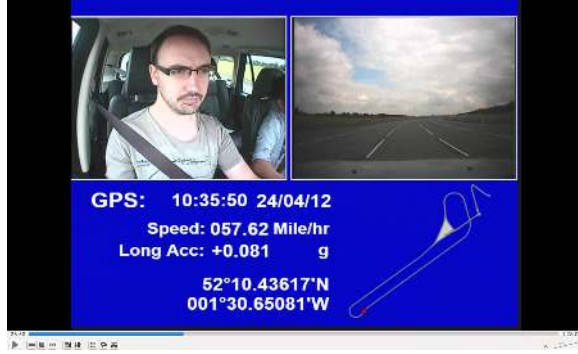 GPS: 10:35:50 24/04/12
Speed: 057.62 Mile/hr
Long Acc: +0.081 g
52°10.43617'N
001°30.65081'W